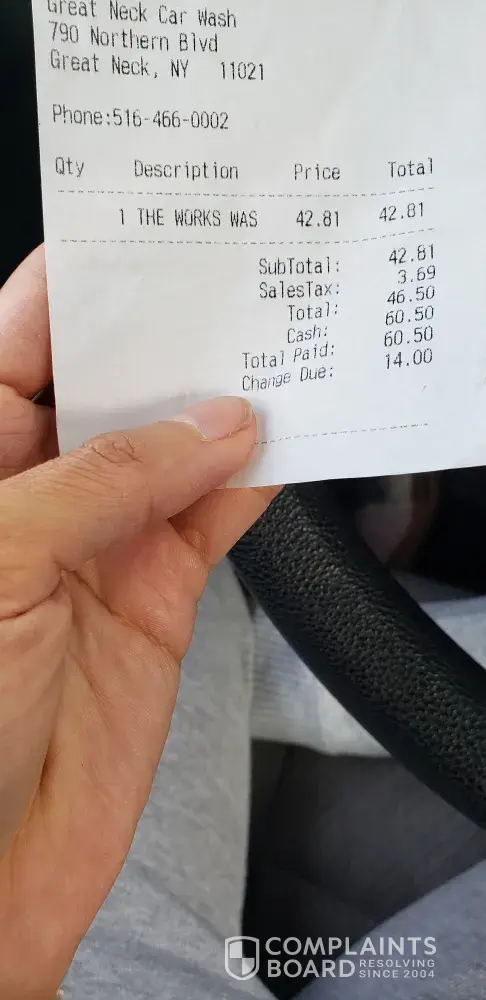 Great Neck Car Wash
790 Northern Blvd
Great Neck, NY 11021
Phone:516-466-0002
Qty Description Price Total
1 THE WORKS WAS 42.81 42.81
SubTotal: 42.81
SalesTax: 3.69
Total: 46.50
Cash: 60.50
Total Paid: 60.50
Change Due: 14.00
COMPLAINTS
BOARD RESOLVING
SINCE 2004